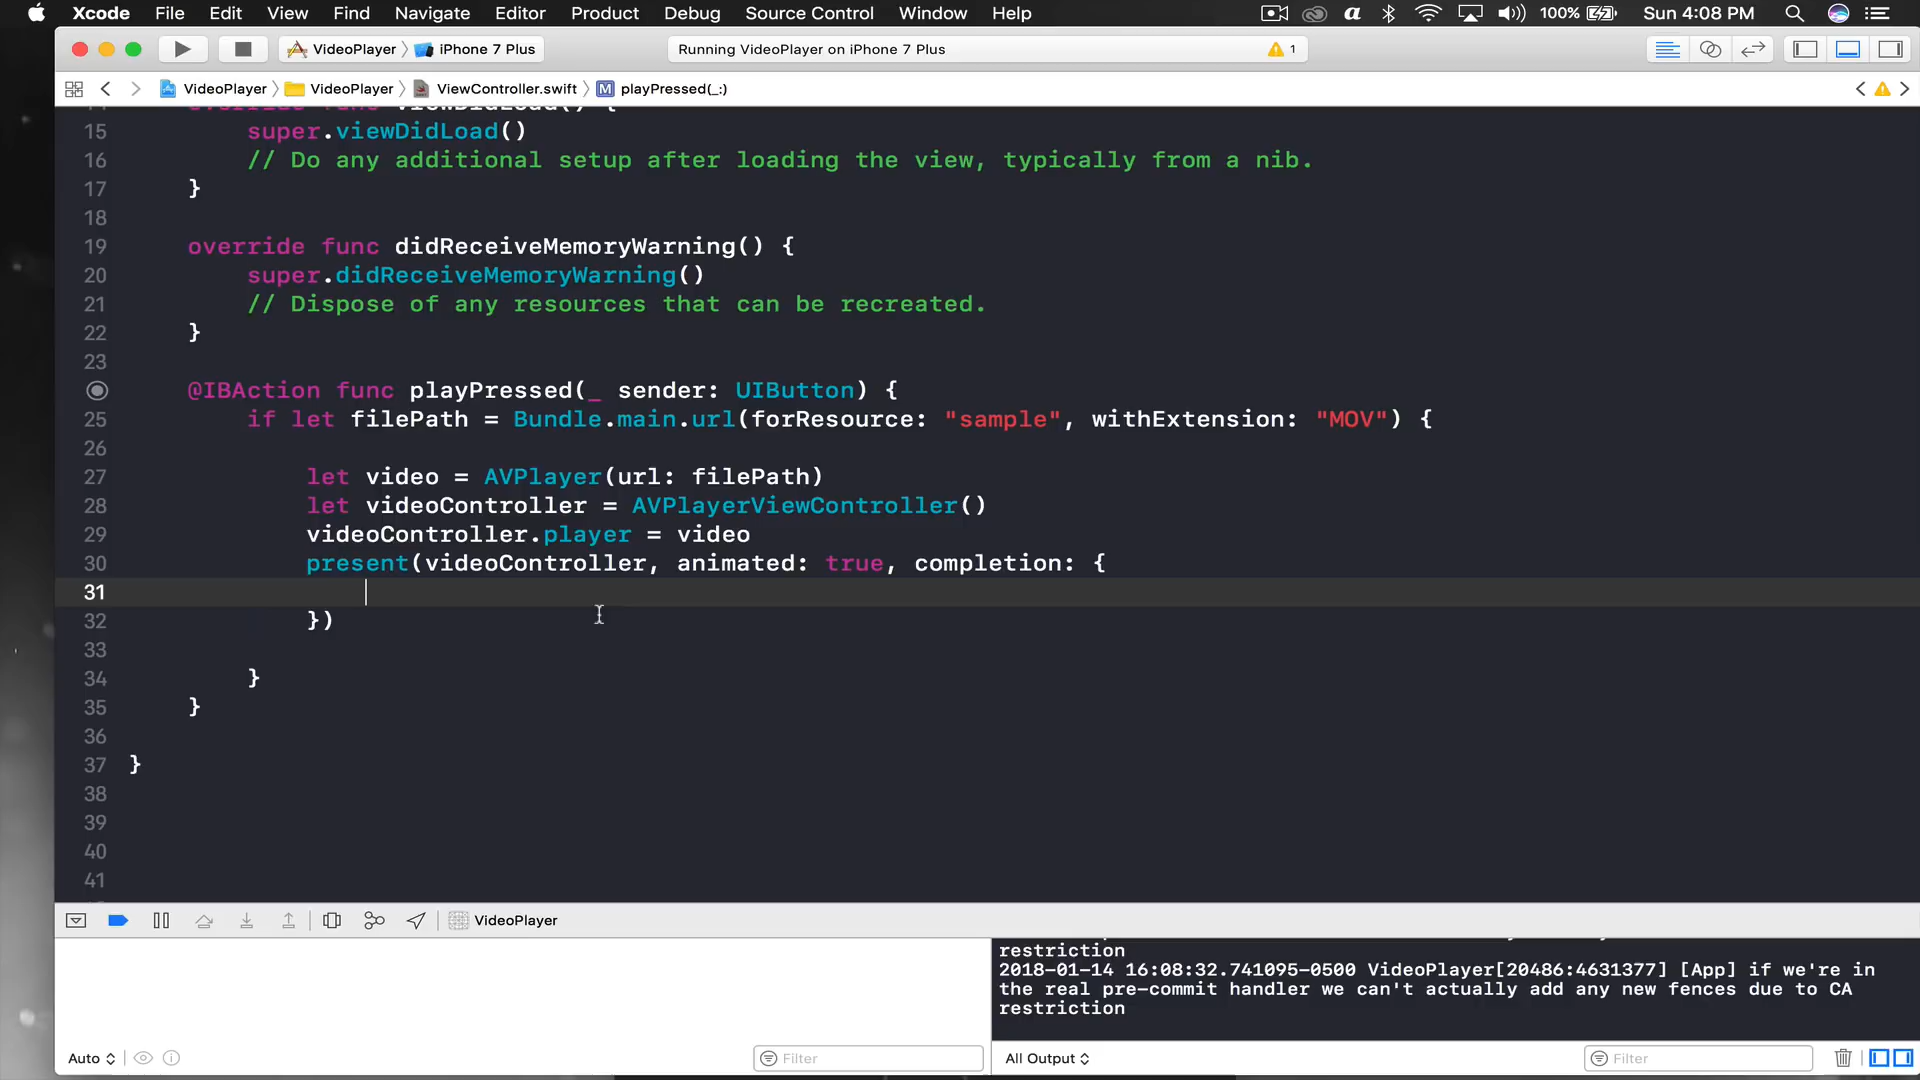 Xcode File Edit View Find Navigate Editor Product Debug Source Control Window Help 100% Sun 4:08 PM
VideoPlayer iPhone 7 Plus Running VideoPlayer on iPhone 7 Plus 1
VideoPlayer VideoPlayer ViewController.swift M playPressed(_:)
14 override func viewDidLoad() {
15 super.viewDidLoad()
16 // Do any additional setup after loading the view, typically from a nib.
17 }
18
19 override func didReceiveMemoryWarning() {
20 super.didReceiveMemoryWarning()
21 // Dispose of any resources that can be recreated.
22 }
23
@IBAction func playPressed(_ sender: UIButton) {
25 if let filePath = Bundle.main.url(forResource: "sample", withExtension: "MOV") {
26
27 let video = AVPlayer(url: filePath)
28 let videoController = AVPlayerViewController()
29 videoController.player = video
30 present(videoController, animated: true, completion: {
31
32 })
33
34 }
35 }
36
37 }
38
39
40
41
VideoPlayer
restriction
2018-01-14 16:08:32.741095-0500 VideoPlayer[20486:4631377] [App] if we're in
the real pre-commit handler we can't actually add any new fences due to CA
restriction
Auto Filter All Output Filter